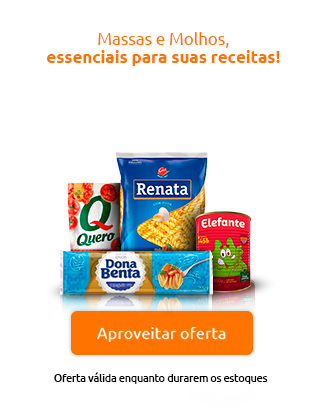 Massas e Molhos,
essenciais para suas receitas!
Renata
Quero
Elefante
Dona
Benta
Aproveitar oferta
Oferta válida enquanto durarem os estoques